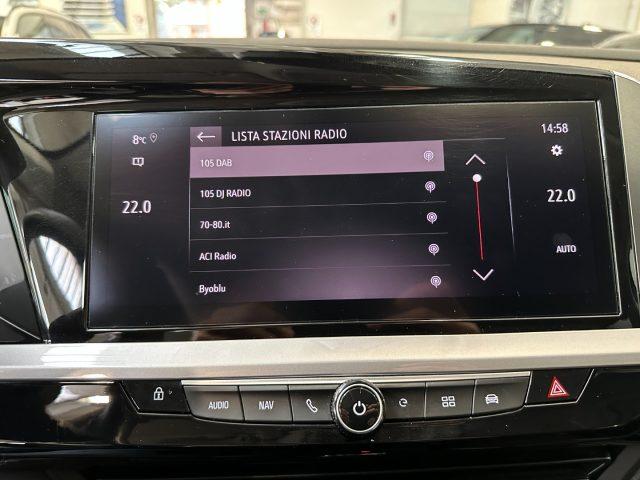 8°C
LISTA STAZIONI RADIO
14:58
105 DAB
105 DJ RADIO
22.0
22.0
70-80.it
ACI Radio
AUTO
Byoblu
AUDIO
NAV